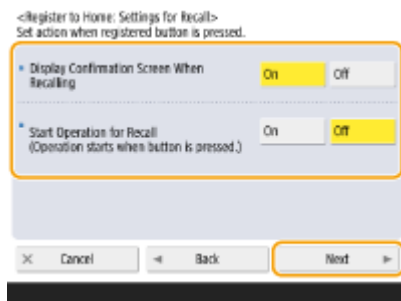 <Register to Home: Settings for Recall>
Set action when registered button is pressed.
Display Confirmation Screen When
Recalling
On
Off
Start Operation for Recall
(Operation starts when button is pressed.)
On
Off
Cancel
Back
Next